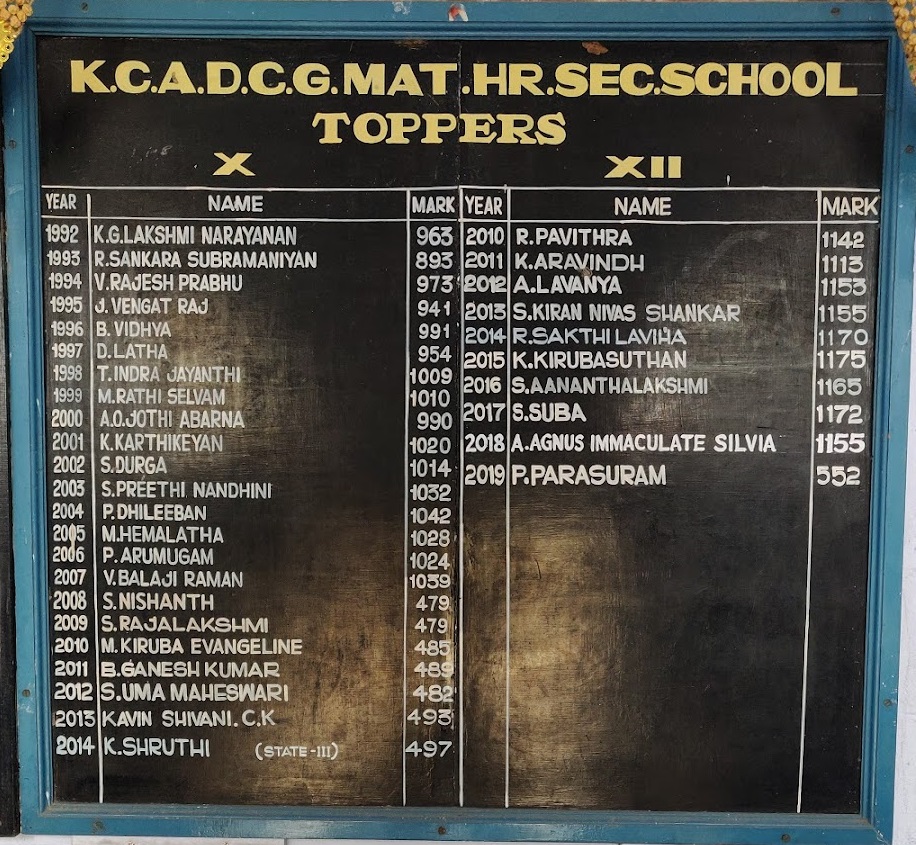 K.C.A.D.C.G.MAT.HR.SEC.SCHOOL
TOPPERS
X
YEAR NAME MARK
1992 K.G.LAKSHMI NARAYANAN 963
1993 R.SANKARA SUBRAMANIYAN 893
1994 V.RAJESH PRABHU 973
1995 J.VENGAT RAJ 941
1996 B.VIDHYA 991
1997 D.LATHA 954
1998 T.INDRA JAYANTHI 1009
1999 M.RATHI SELVAM 1010
2000 A.O.JOTHI ABARNA 990
2001 K.KARTHIKEYAN 1020
2002 S.DURGA 1014
2003 S.PREETHI NANDHINI 1032
2004 P.DHILEEBAN 1042
2005 M.HEMALATHA 1028
2006 P.ARUMUGAM 1024
2007 V.BALAJI RAMAN 1039
2008 S.NISHANTH 479
2009 S.RAJALAKSHMI 479
2010 M.KIRUBA EVANGELINE 485
2011 B.GANESH KUMAR 489
2012 S.UMA MAHESWARI 482
2013 KAVIN SHIVANI.C.K 493
2014 K.SHRUTHI (STATE-III) 497
XII
YEAR NAME MARK
2010 R.PAVITHRA 1142
2011 K.ARAVINDH 1113
2012 A.LAVANYA 1153
2013 S.KIRAN NIVAS SHANKAR 1155
2014 R.SAKTHI LAVIHA 1170
2015 K.KIRUBASUTHAN 1175
2016 S.AANANTHALAKSHMI 1165
2017 S.SUBA 1172
2018 A.AGNUS IMMACULATE SILVIA 1155
2019 P.PARASURAM 552